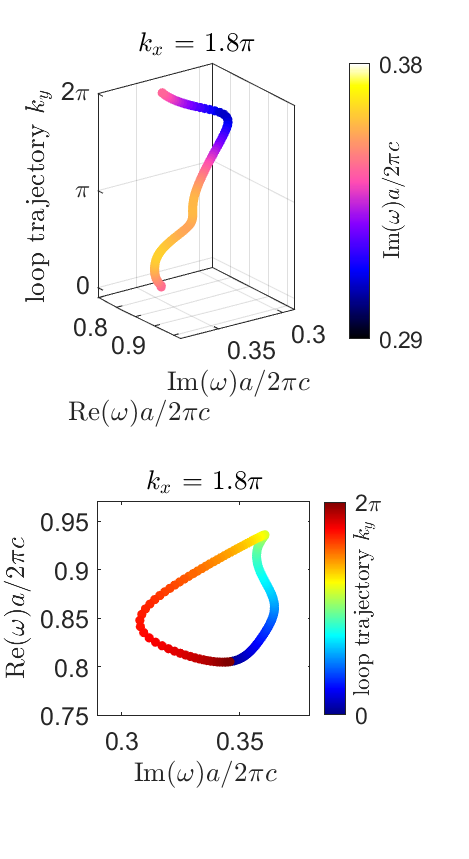 kₓ = 1.8π
2π
π
0
loop trajectory k_y
0.8
0.9
0.35
0.3
Im(ω)a/2πc
Re(ω)a/2πc
0.38
0.29
Im(ω)a/2πc
kₓ = 1.8π
0.95
0.9
0.85
0.8
0.75
Re(ω)a/2πc
0.3
0.35
Im(ω)a/2πc
2π
0
loop trajectory k_y